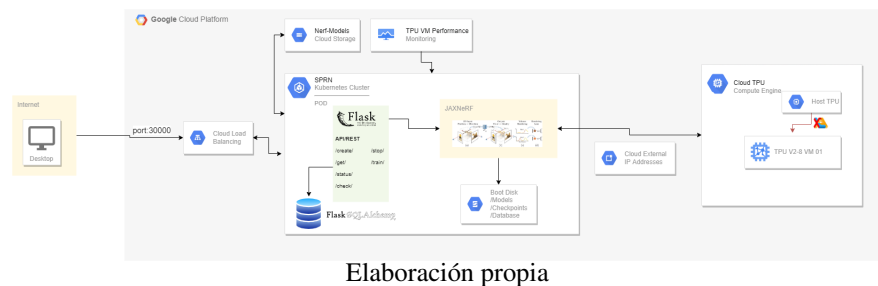 Google Cloud Platform
Nerf-Models
Cloud Storage
TPU VM Performance
Monitoring
SPRN
Kubernetes Cluster
POD
Cloud TPU
Compute Engine
Host TPU
TPU V2-8 VM 01
Internet
Desktop
port:30000
Cloud Load
Balancing
Flask
API/REST
/create/ /stop/
/get/ /train/
/status/
/check/
JAXNeRF
Cloud External
IP Addresses
Boot Disk
/Models
/Checkpoints
/Database
Flask SQLAlchemy
Elaboración propia